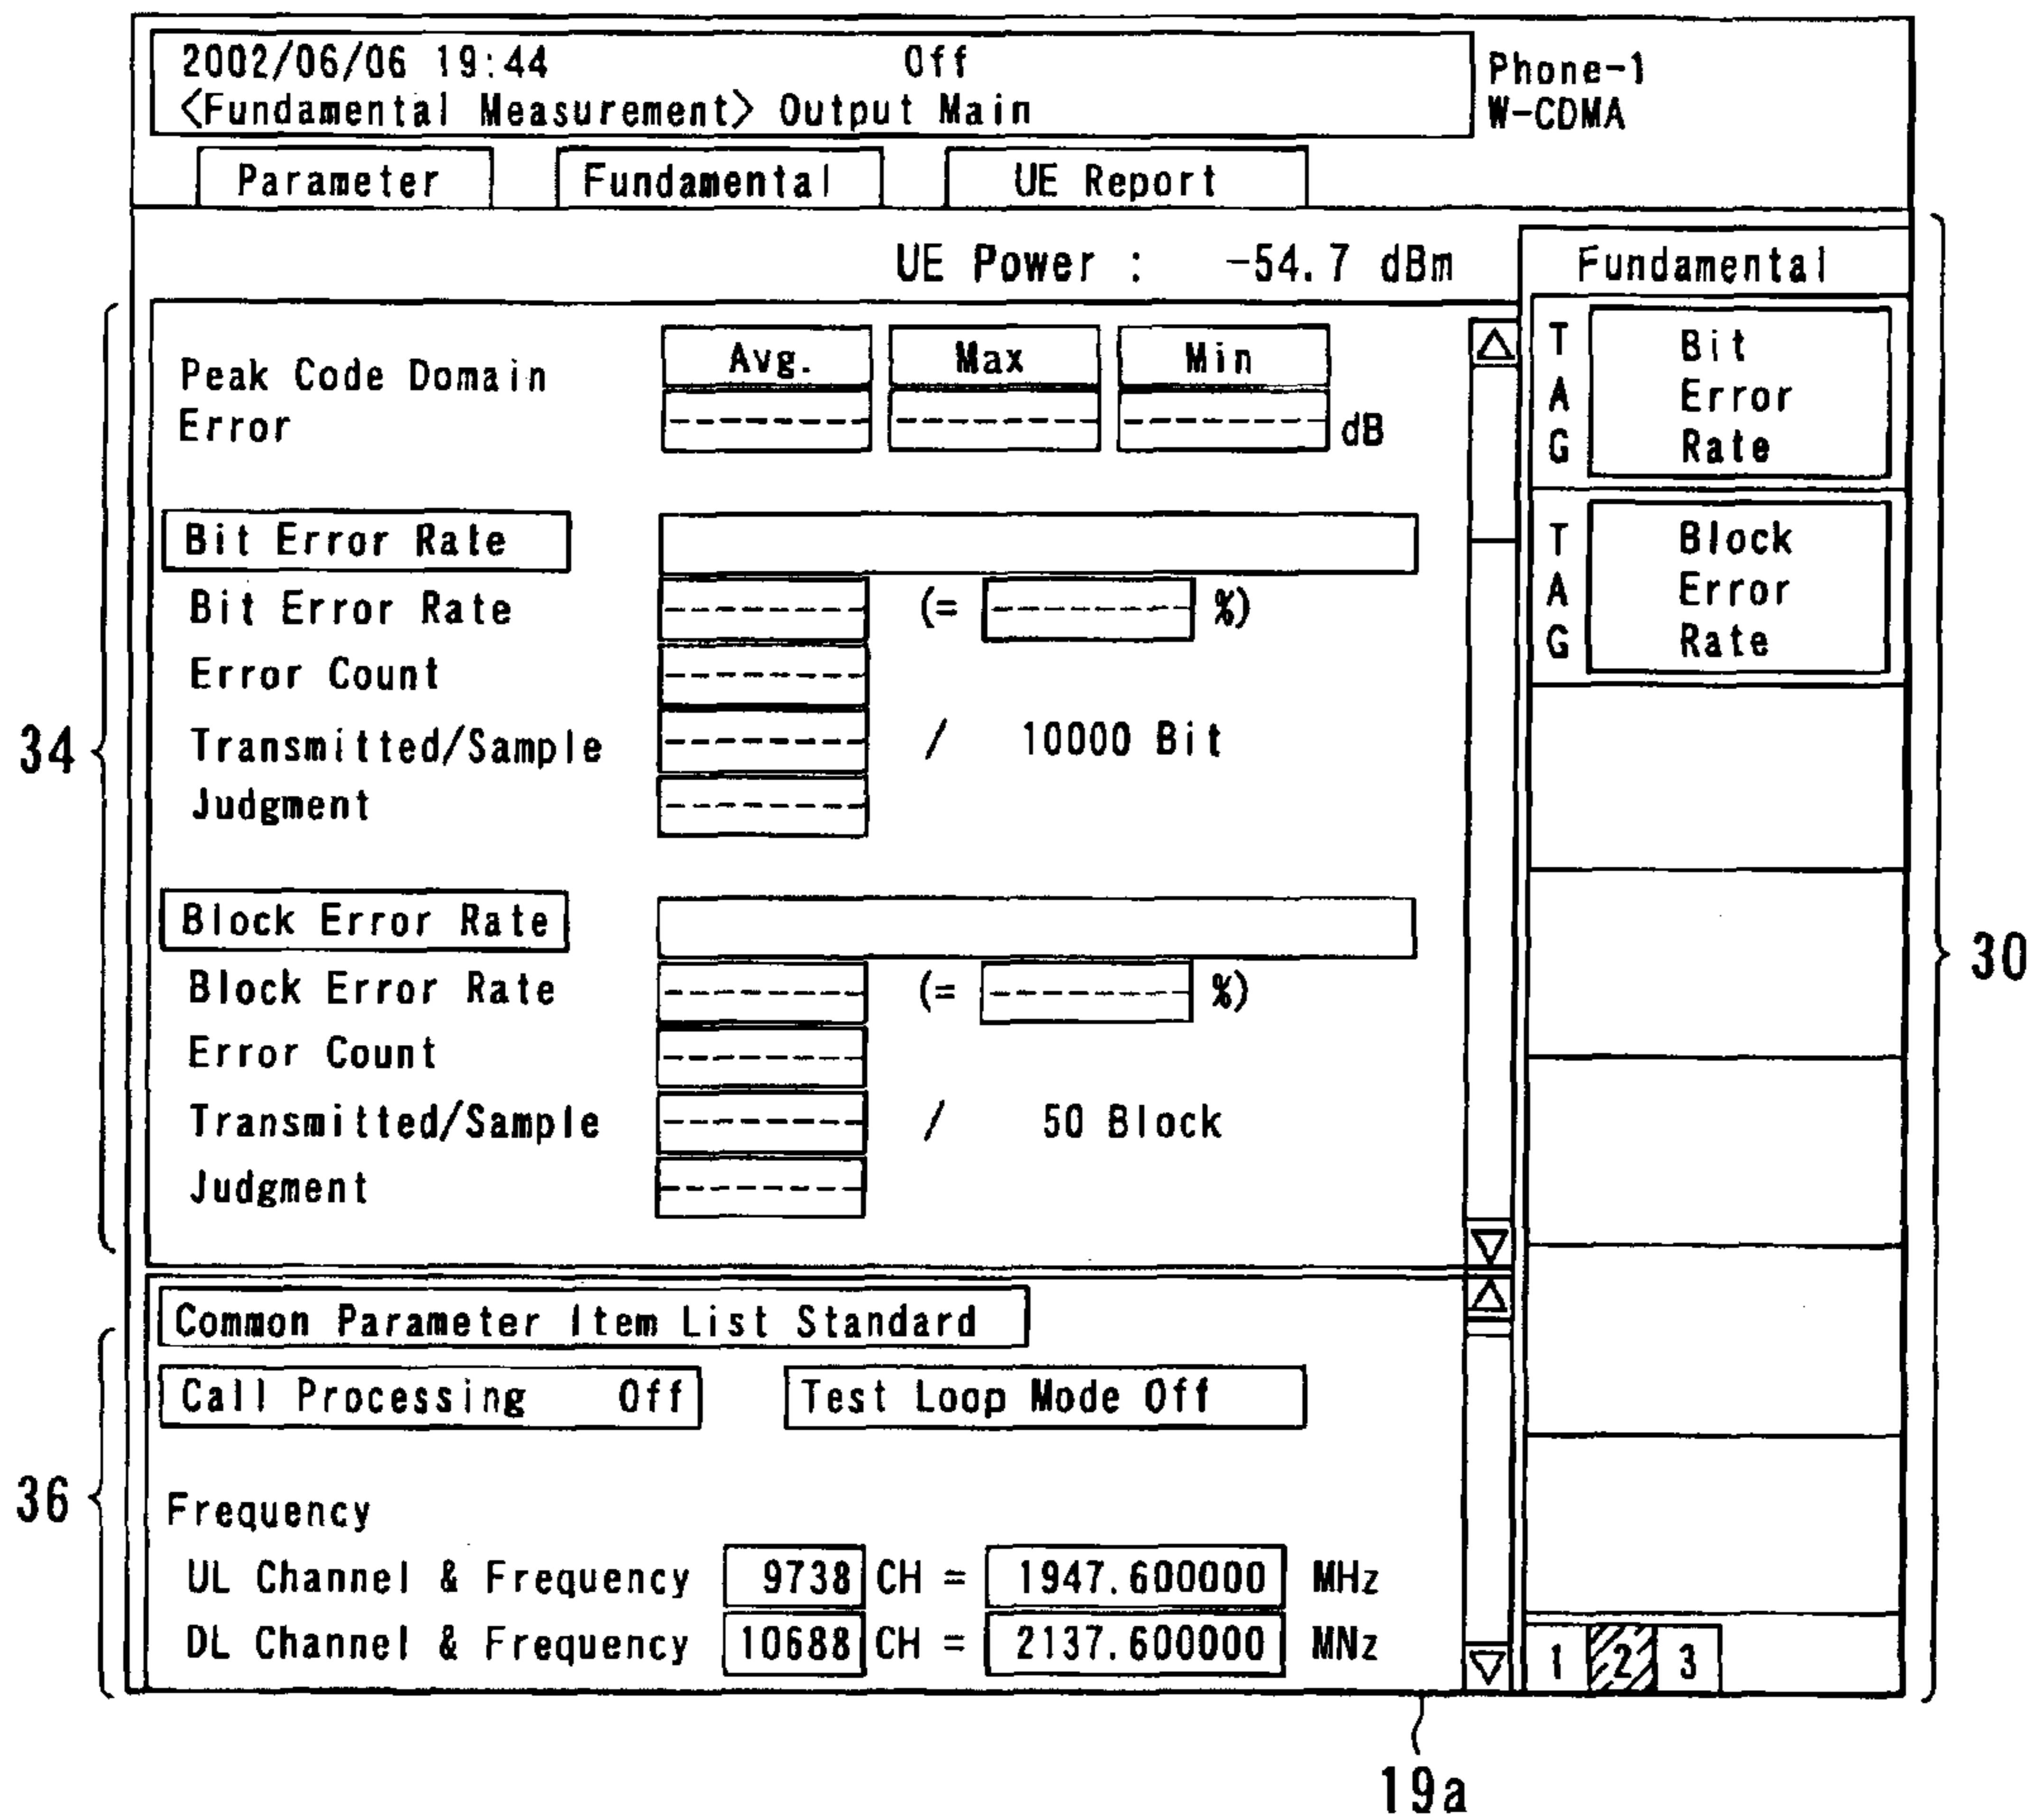 2002/06/06 19:44 Off
<Fundamental Measurement> Output Main
Phone-1
W-CDMA
Parameter Fundamental UE Report
UE Power : -54.7 dBm
Fundamental
Peak Code Domain
Error
Avg. Max Min
------- ------- ------- dB
TAG
Bit
Error
Rate
TAG
Block
Error
Rate
Bit Error Rate
Bit Error Rate ------- (= ------- %)
Error Count -------
Transmitted/Sample ------- / 10000 Bit
Judgment -------
Block Error Rate
Block Error Rate ------- (= ------- %)
Error Count -------
Transmitted/Sample ------- / 50 Block
Judgment -------
Common Parameter Item List Standard
Call Processing Off Test Loop Mode Off
Frequency
UL Channel & Frequency 9738 CH = 1947.600000 MHz
DL Channel & Frequency 10688 CH = 2137.600000 MNz
1 2 3
34
36
30
19a